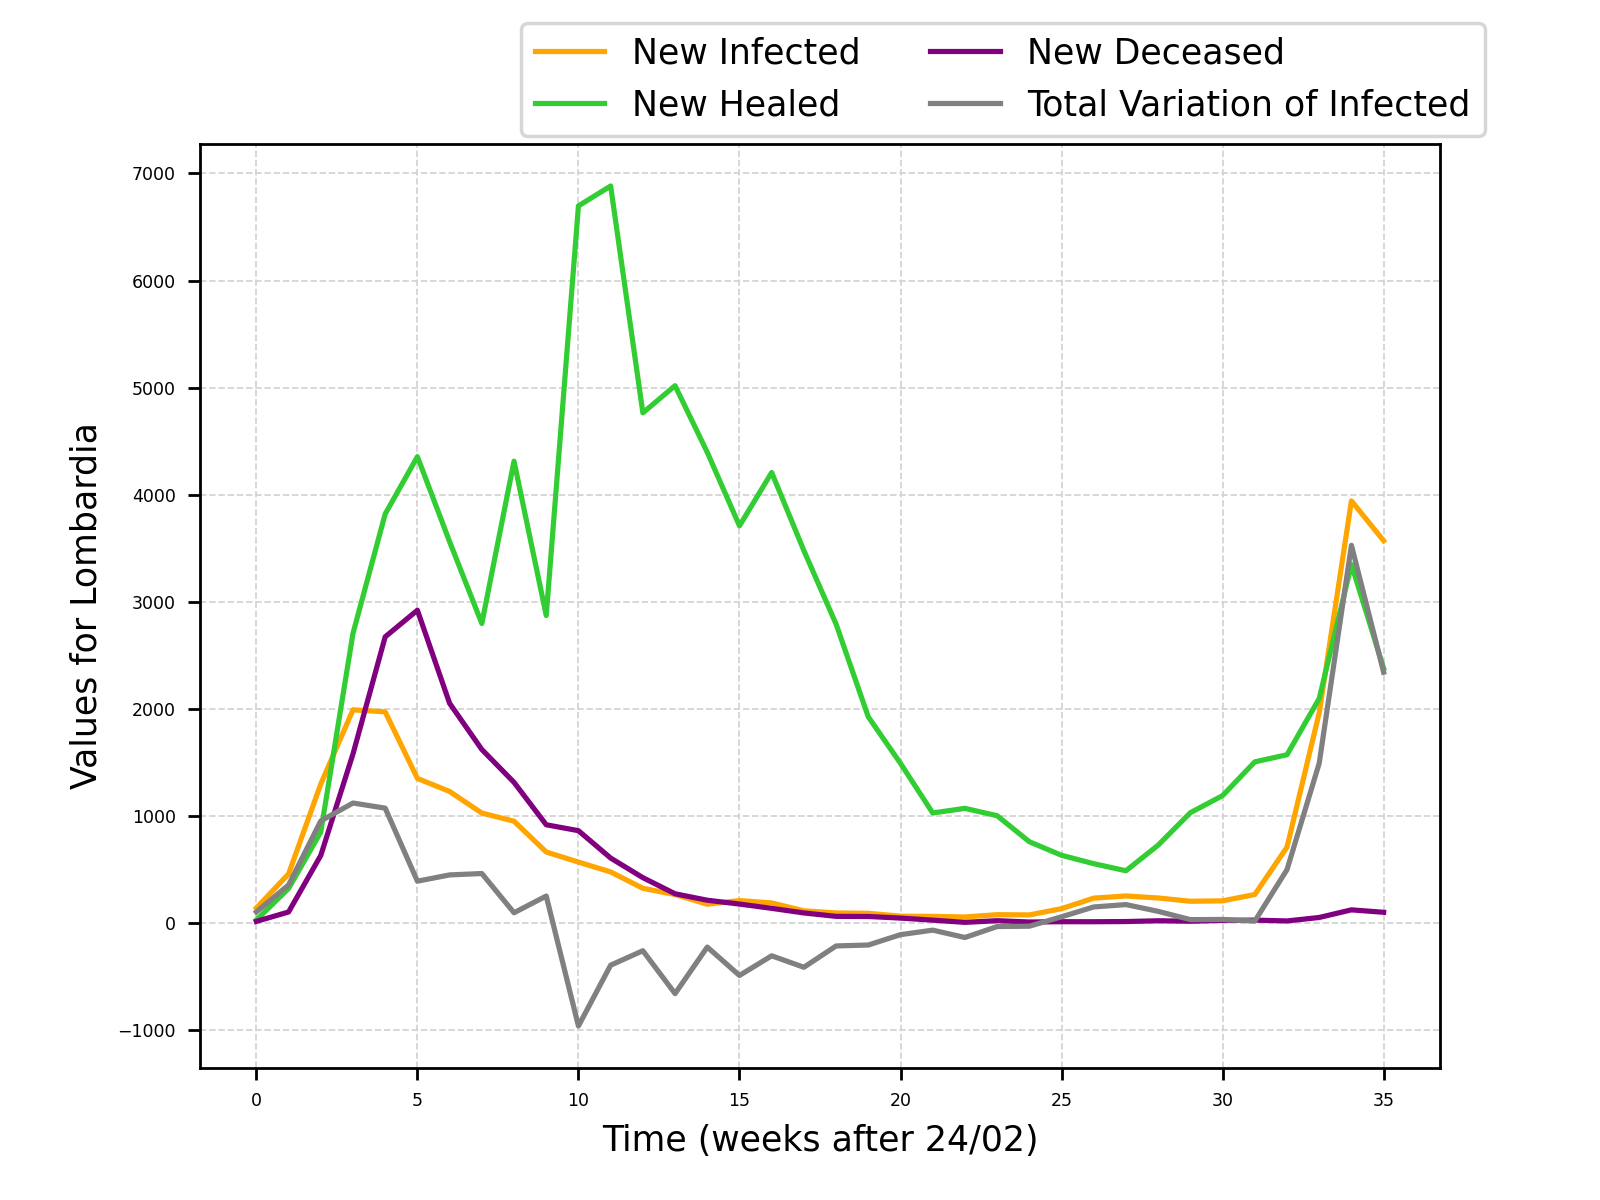 New Infected
New Healed
New Deceased
Total Variation of Infected
7000
6000
5000
4000
3000
2000
1000
0
−1000
Values for Lombardia
0 5 10 15 20 25 30 35
Time (weeks after 24/02)